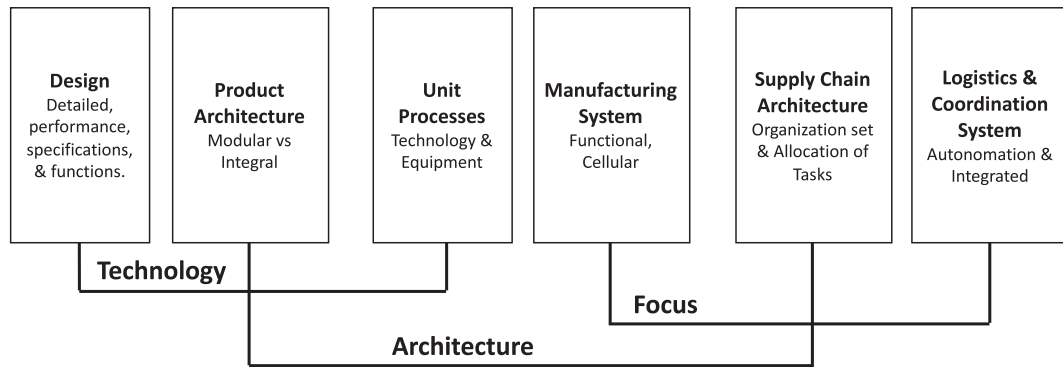 Design
Detailed,
performance,
specifications,
& functions.
Product
Architecture
Modular vs
Integral
Unit
Processes
Technology &
Equipment
Manufacturing
System
Functional,
Cellular
Supply Chain
Architecture
Organization set
& Allocation of
Tasks
Logistics &
Coordination
System
Autonomation &
Integrated
Technology
Focus
Architecture